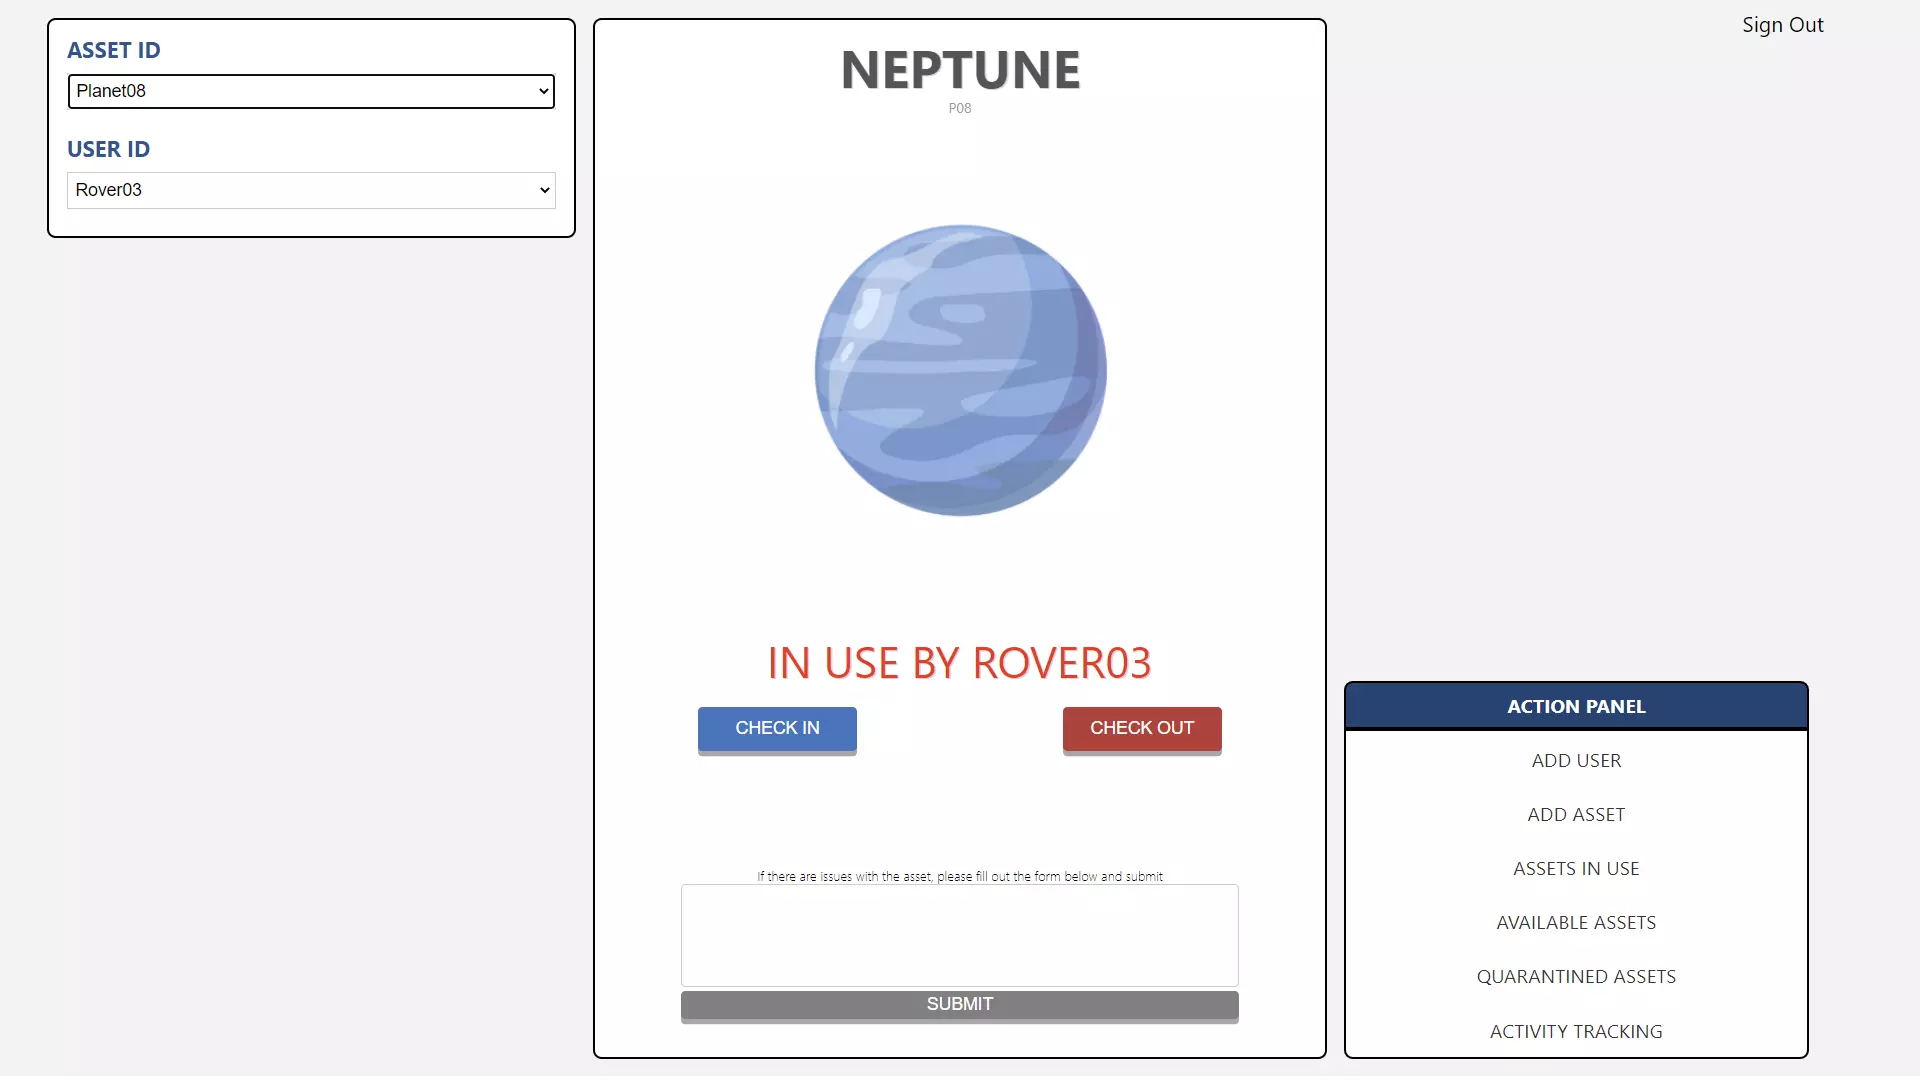 ASSET ID
Planet08
USER ID
Rover03
NEPTUNE
P08
IN USE BY ROVER03
CHECK IN
CHECK OUT
If there are issues with the asset, please fill out the form below and submit
SUBMIT
Sign Out
ACTION PANEL
ADD USER
ADD ASSET
ASSETS IN USE
AVAILABLE ASSETS
QUARANTINED ASSETS
ACTIVITY TRACKING